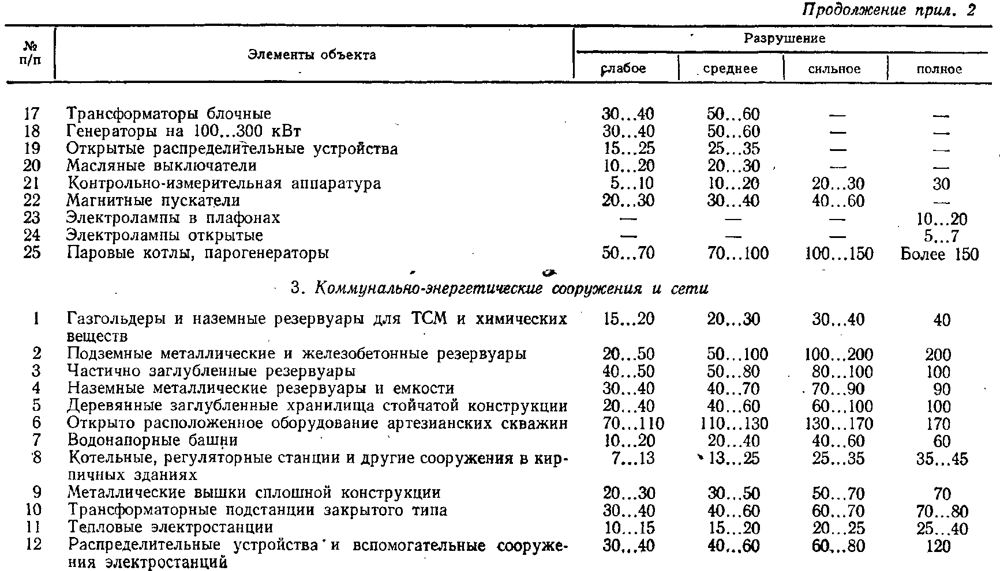 Продолжение прил. 2
№ п/п Элементы объекта Разрушение
слабое среднее сильное полное
17 Трансформаторы блочные 30...40 50...60 — —
18 Генераторы на 100...300 кВт 30...40 50...60 — —
19 Открытые распределительные устройства 15...25 25...35 — —
20 Масляные выключатели 10...20 20...30 — —
21 Контрольно-измерительная аппаратура 5...10 10...20 20...30 30
22 Магнитные пускатели 20...30 30...40 40...60 —
23 Электролампы в плафонах — — — 10...20
24 Электролампы открытые — — — 5...7
25 Паровые котлы, парогенераторы 50...70 70...100 100...150 Более 150
3. Коммунально-энергетические сооружения и сети
1 Газгольдеры и наземные резервуары для ТСМ и химических 15...20 20...30 30...40 40
веществ
2 Подземные металлические и железобетонные резервуары 20...50 50...100 100...200 200
3 Частично заглубленные резервуары 40...50 50...80 80...100 100
4 Наземные металлические резервуары и емкости 30...40 40...70 70...90 90
5 Деревянные заглубленные хранилища стойчатой конструкции 20...40 40...60 60...100 100
6 Открыто расположенное оборудование артезианских скважин 70...110 110...130 130...170 170
7 Водонапорные башни 10...20 20...40 40...60 60
8 Котельные, регуляторные станции и другие сооружения в кир- 7...13 13...25 25...35 35...45
пичных зданиях
9 Металлические вышки сплошной конструкции 20...30 30...50 50...70 70
10 Трансформаторные подстанции закрытого типа 30...40 40...60 60...70 70...80
11 Тепловые электростанции 10...15 15...20 20...25 25...40
12 Распределительные устройства и вспомогательные сооруже- 30...40 40...60 60...80 120
ния электростанций